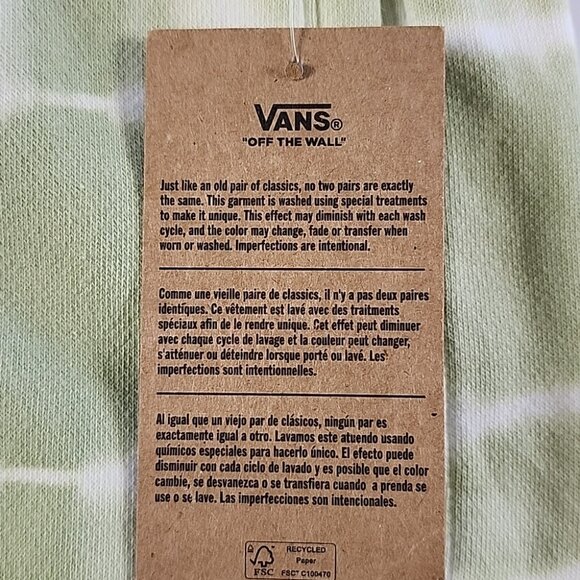 VANS®
"OFF THE WALL"
Just like an old pair of classics, no two pairs are exactly
the same. This garment is washed using special treatments
to make it unique. This effect may diminish with each wash
cycle, and the color may change, fade or transfer when
worn or washed. Imperfections are intentional.
Comme une vieille paire de classics, il n'y a pas deux paires
identiques. Ce vêtement est lavé avec des traitments
spéciaux afin de le rendre unique. Cet effet peut diminuer
avec chaque cycle de lavage et la couleur peut changer,
s'atténuer ou déteindre lorsque porté ou lavé. Les
imperfections sont intentionnelles.
Al igual que un viejo par de clásicos, ningún par es
exactamente igual a otro. Lavamos este atuendo usando
químicos especiales para hacerlo único. El efecto puede
disminuir con cada ciclo de lavado y es posible que el color
cambie, se desvanezca o se transfiera cuando a prenda se
use o se lave. Las imperfecciones son intencionales.
RECYCLED
Paper
FSC FSC® C100470